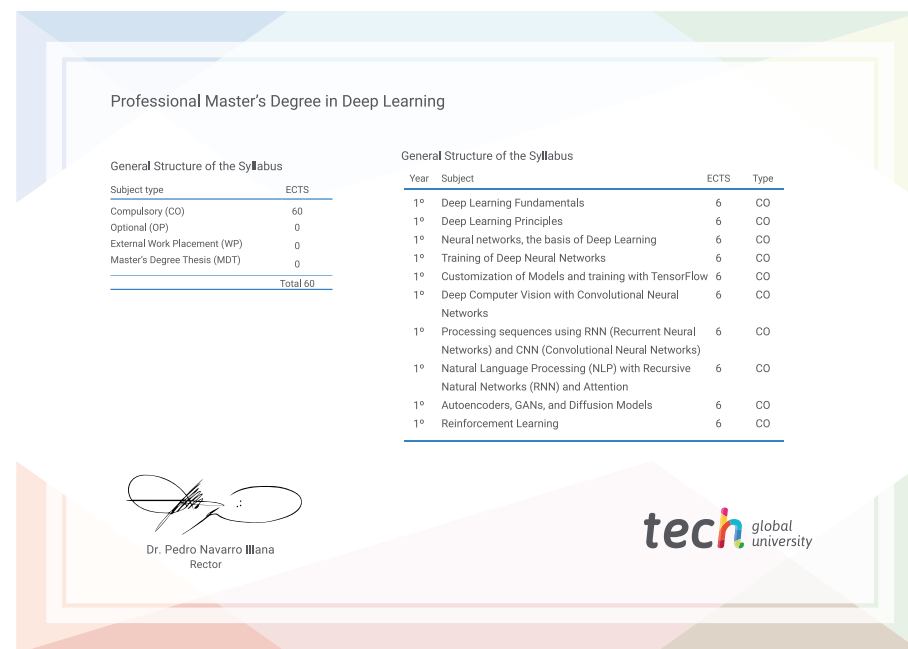 Professional Master's Degree in Deep Learning
General Structure of the Syllabus
Subject type ECTS
Compulsory (CO) 60
Optional (OP) 0
External Work Placement (WP) 0
Master's Degree Thesis (MDT) 0
Total 60
General Structure of the Syllabus
Year Subject ECTS Type
1º Deep Learning Fundamentals 6 CO
1º Deep Learning Principles 6 CO
1º Neural networks, the basis of Deep Learning 6 CO
1º Training of Deep Neural Networks 6 CO
1º Customization of Models and training with TensorFlow 6 CO
1º Deep Computer Vision with Convolutional Neural 6 CO
Networks
1º Processing sequences using RNN (Recurrent Neural 6 CO
Networks) and CNN (Convolutional Neural Networks)
1º Natural Language Processing (NLP) with Recursive 6 CO
Natural Networks (RNN) and Attention
1º Autoencoders, GANs, and Diffusion Models 6 CO
1º Reinforcement Learning 6 CO
Dr. Pedro Navarro Illana
Rector
tech global
university